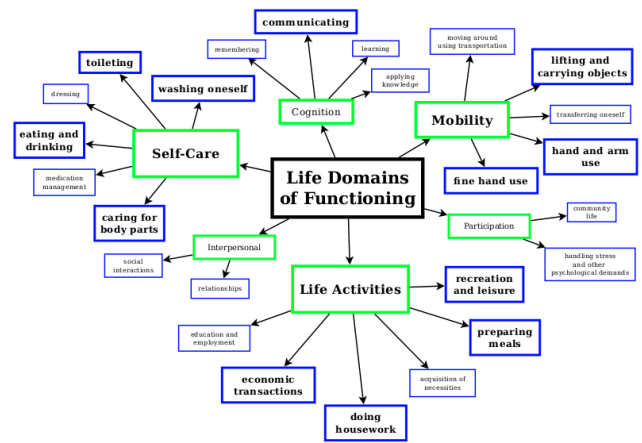 communicating
remembering
learning
moving around
using transportation
toileting
lifting and
carrying objects
applying
knowledge
washing oneself
dressing
Cognition
Mobility
transferring oneself
eating and
drinking
Self-Care
hand and arm
use
medication
management
Life Domains
of Functioning
fine hand use
caring for
body parts
community
life
Participation
Interpersonal
social
interactions
handling stress
and other
psychological demands
relationships
Life Activities
recreation
and leisure
education and
employment
preparing
meals
economic
transactions
acquisition of
necessities
doing
housework